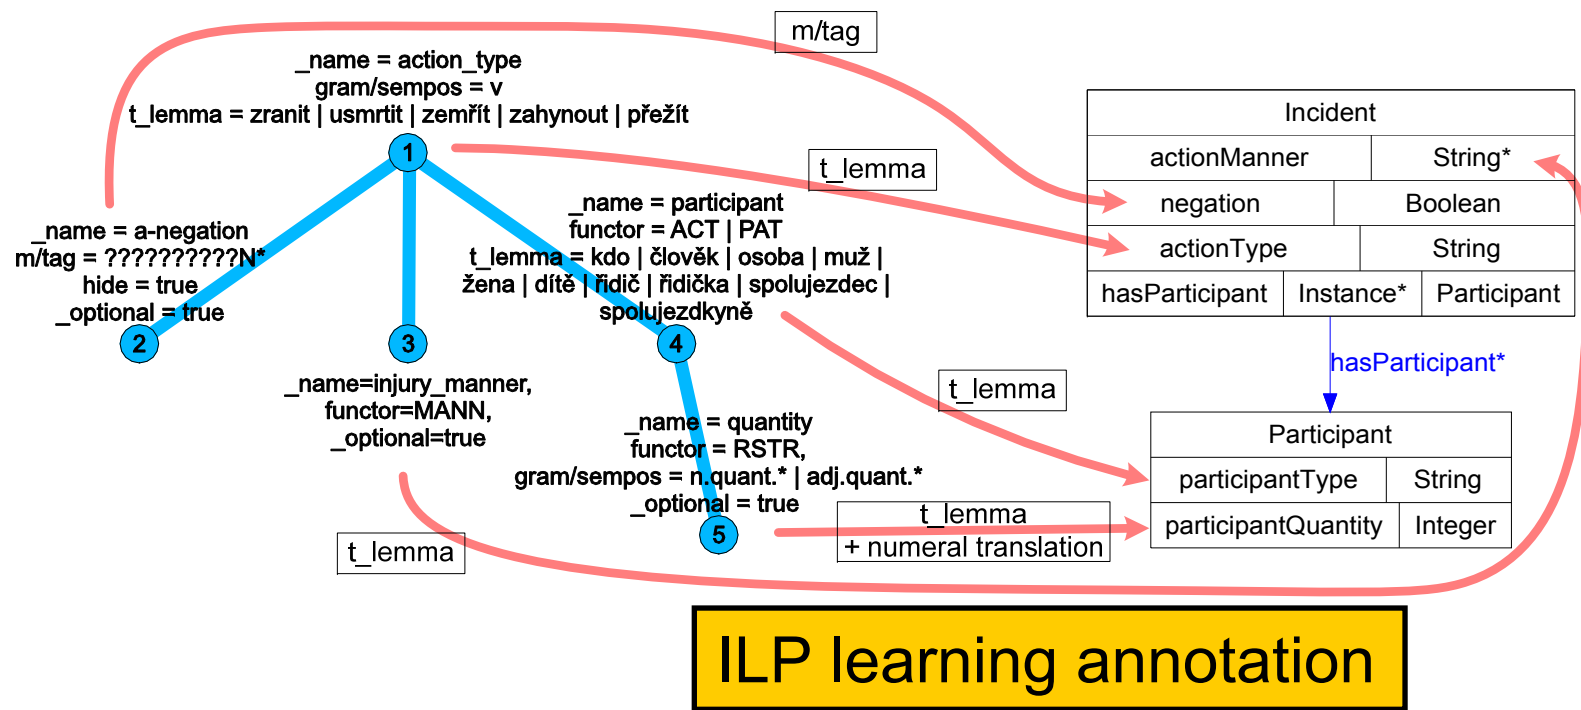 m/tag
_name = action_type
gram/sempos = v
t_lemma = zranit | usmrtit | zemřít | zahynout | přežít
1
t_lemma
_name = a-negation
m/tag = ??????????N*
hide = true
_optional = true
2
3
_name=injury_manner,
functor=MANN,
_optional=true
t_lemma
_name = participant
functor = ACT | PAT
t_lemma = kdo | člověk | osoba | muž |
žena | dítě | řidič | řidička | spolujezdec |
spolujezdkyně
4
t_lemma
_name = quantity
functor = RSTR,
gram/sempos = n.quant.* | adj.quant.*
_optional = true
5
t_lemma
+ numeral translation
Incident
actionManner String*
negation Boolean
actionType String
hasParticipant Instance* Participant
hasParticipant*
Participant
participantType String
participantQuantity Integer
ILP learning annotation